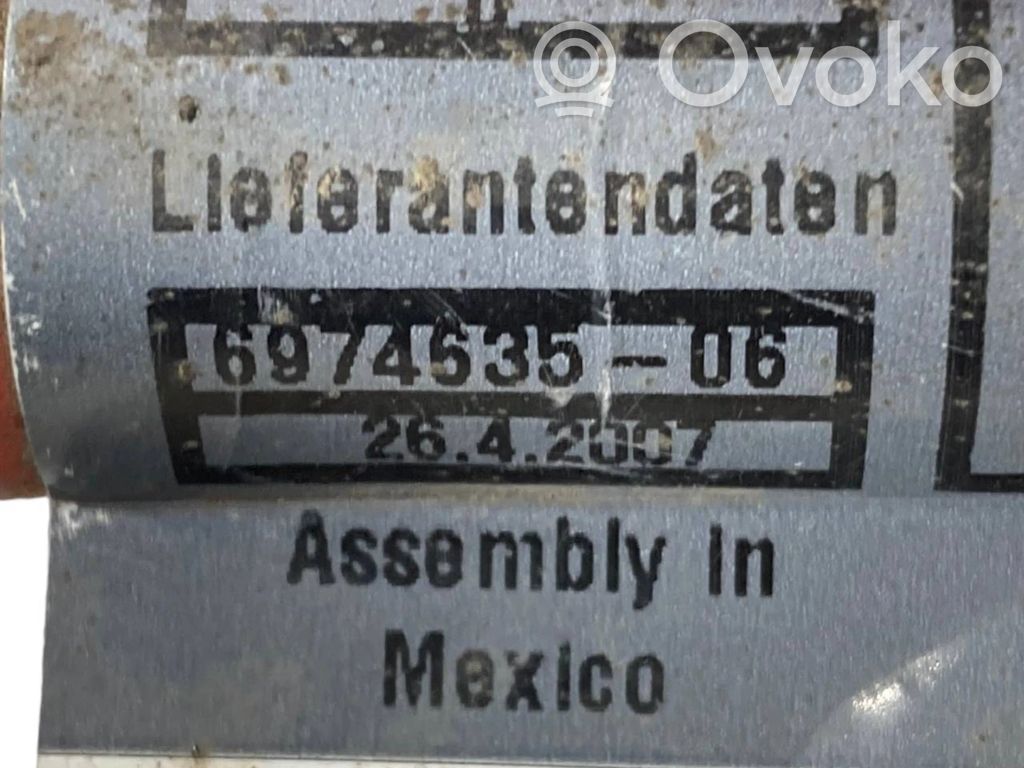 Ovoko
Lieferantendaten
6974635-06
26.4.2007
Assembly in
Mexico